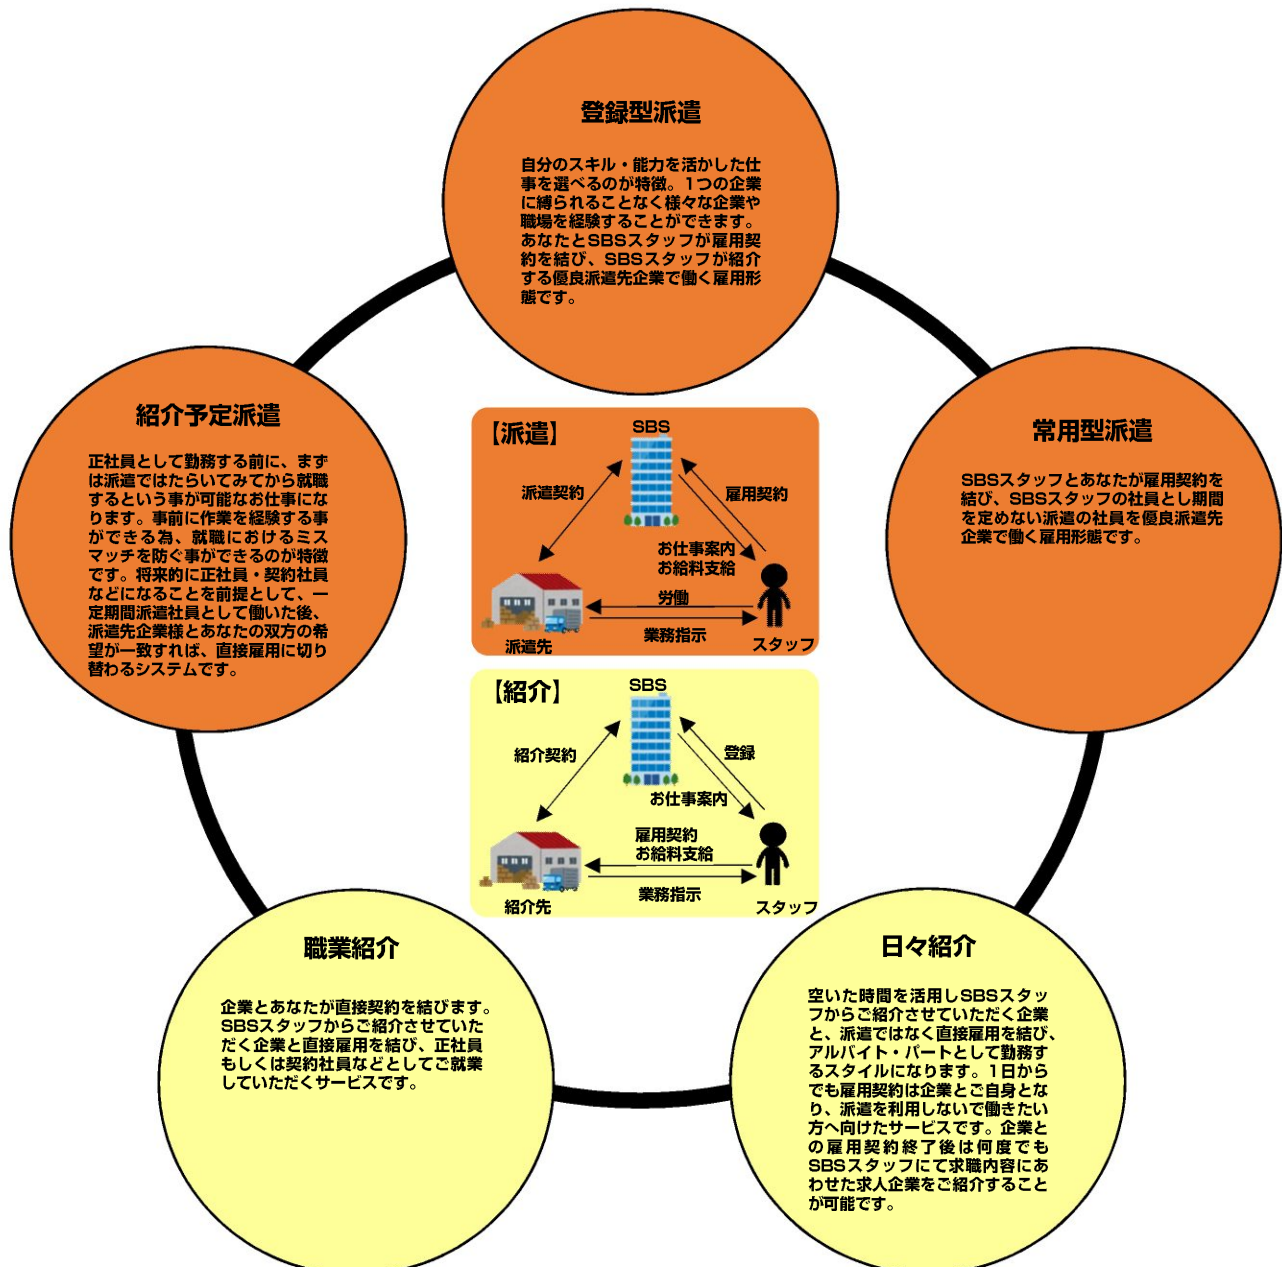 登録型派遣
自分のスキル・能力を活かした仕
事を選べるのが特徴。1つの企業
に縛られることなく様々な企業や
職場を経験することができます。
あなたとSBSスタッフが雇用契
約を結び、SBSスタッフが紹介
する優良派遣先企業で働く雇用形
態です。
紹介予定派遣
正社員として勤務する前に、まず
は派遣ではたらいてみてから就職
するという事が可能なお仕事にな
ります。事前に作業を経験する事
ができる為、就職におけるミス
マッチを防ぐ事ができるのが特徴
です。将来的に正社員・契約社員
などになることを前提として、一
定期間派遣社員として働いた後、
派遣先企業様とあなたの双方の希
望が一致すれば、直接雇用に切り
替わるシステムです。
【派遣】
SBS
派遣契約
雇用契約
お仕事案内
お給料支給
労働
業務指示
派遣先
スタッフ
常用型派遣
SBSスタッフとあなたが雇用契約を
結び、SBSスタッフの社員とし期間
を定めない派遣の社員を優良派遣先
企業で働く雇用形態です。
【紹介】
SBS
紹介契約
登録
お仕事案内
雇用契約
お給料支給
業務指示
紹介先
スタッフ
職業紹介
企業とあなたが直接契約を結びます。
SBSスタッフからご紹介させていた
だく企業と直接雇用を結び、正社員
もしくは契約社員などとしてご就業
していただくサービスです。
日々紹介
空いた時間を活用しSBSスタッ
フからご紹介させていただく企業
と、派遣ではなく直接雇用を結び、
アルバイト・パートとして勤務す
るスタイルになります。1日から
でも雇用契約は企業とご自身とな
り、派遣を利用しないで働きたい
方へ向けたサービスです。企業と
の雇用契約終了後は何度でも
SBSスタッフにて求職内容にあ
わせた求人企業をご紹介すること
が可能です。